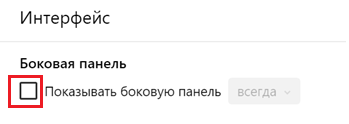 Интерфейс
Боковая панель
Показывать боковую панель всегда